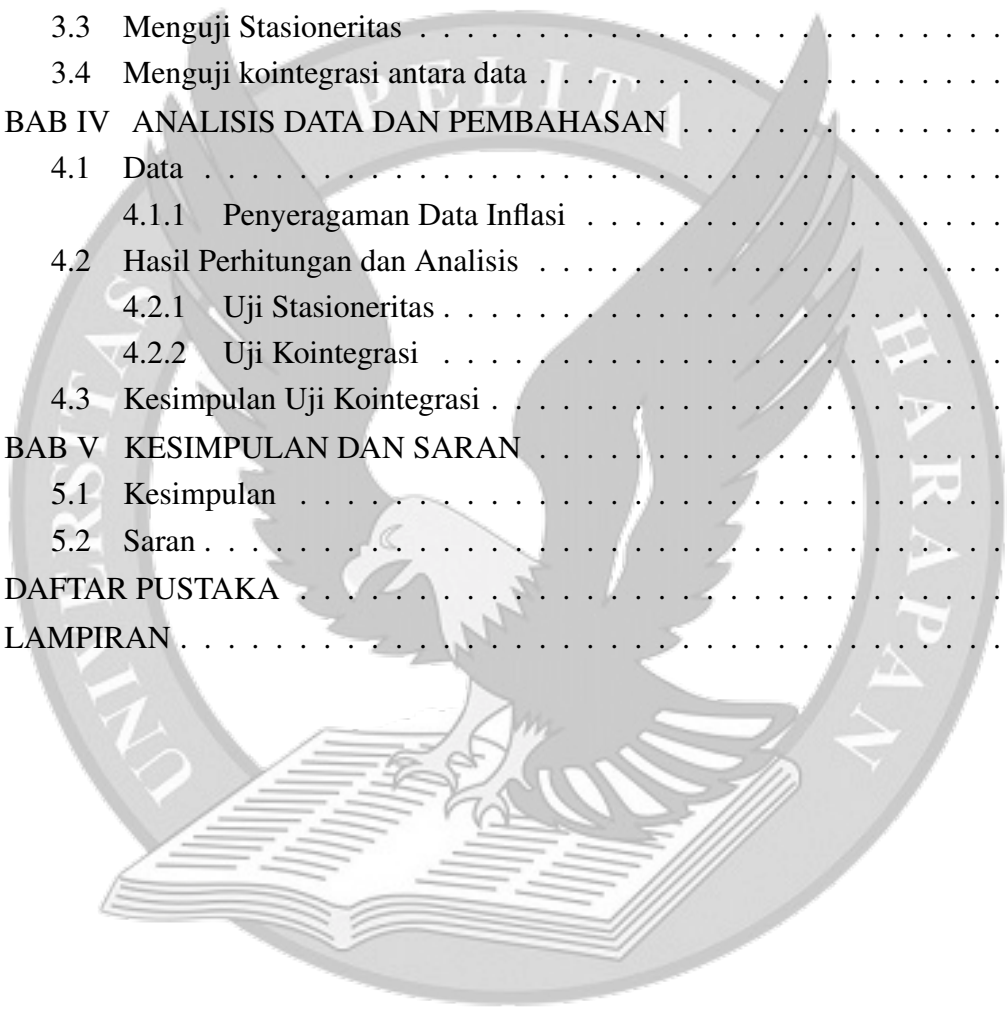 3.3 Menguji Stasioneritas . . . . . . . . . . . . . . . . . . . . . . .
3.4 Menguji kointegrasi antara data . . . . . . . . . . . . . . . . . .
BAB IV ANALISIS DATA DAN PEMBAHASAN . . . . . . . . . . . . . .
4.1 Data . . . . . . . . . . . . . . . . . . . . . . . . . . . . . . . .
4.1.1 Penyeragaman Data Inflasi . . . . . . . . . . . . . . . . .
4.2 Hasil Perhitungan dan Analisis . . . . . . . . . . . . . . . . . .
4.2.1 Uji Stasioneritas . . . . . . . . . . . . . . . . . . . . . .
4.2.2 Uji Kointegrasi . . . . . . . . . . . . . . . . . . . . . .
4.3 Kesimpulan Uji Kointegrasi . . . . . . . . . . . . . . . . . . . .
BAB V KESIMPULAN DAN SARAN . . . . . . . . . . . . . . . . . . .
5.1 Kesimpulan . . . . . . . . . . . . . . . . . . . . . . . . . . . .
5.2 Saran . . . . . . . . . . . . . . . . . . . . . . . . . . . . . . . .
DAFTAR PUSTAKA . . . . . . . . . . . . . . . . . . . . . . . . . . . .
LAMPIRAN . . . . . . . . . . . . . . . . . . . . . . . . . . . . . . . .
UNIVERSITAS PELITA HARAPAN